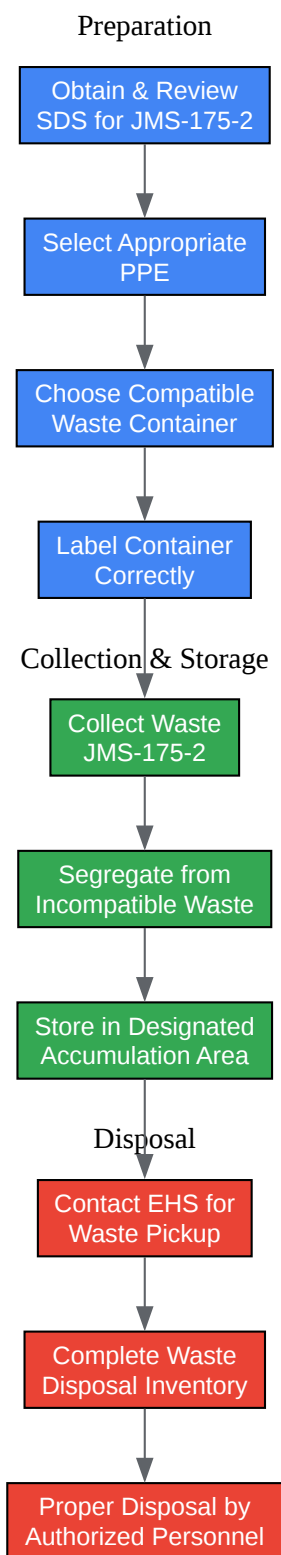 Preparation
Obtain & Review
SDS for JMS-175-2
Select Appropriate
PPE
Choose Compatible
Waste Container
Label Container
Correctly
Collection & Storage
Collect Waste
JMS-175-2
Segregate from
Incompatible Waste
Store in Designated
Accumulation Area
Disposal
Contact EHS for
Waste Pickup
Complete Waste
Disposal Inventory
Proper Disposal by
Authorized Personnel